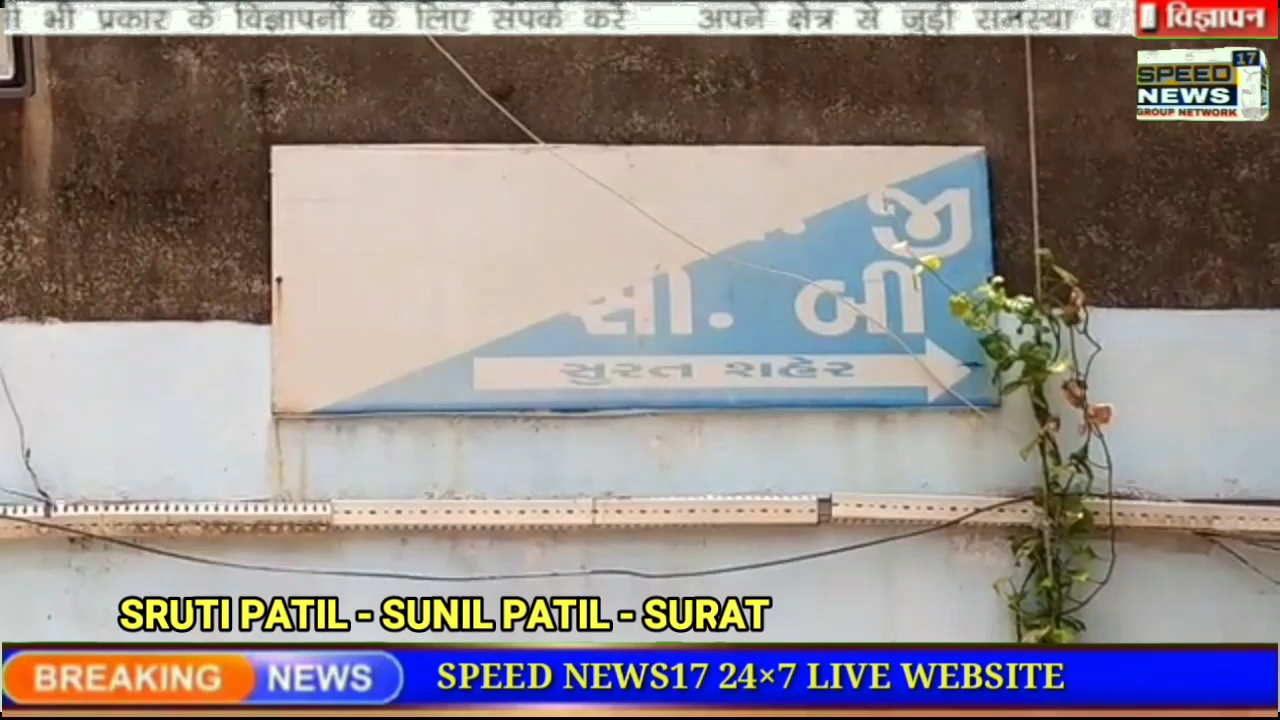 भी प्रकार के विज्ञापनों के लिए संपर्क करें अपने क्षेत्र से जुड़ी समस्या व
विज्ञापन
17
SPEED
NEWS
GROUP NETWORK
જી
સી. બી
સુરત શહેર
SRUTI PATIL - SUNIL PATIL - SURAT
BREAKING NEWS SPEED NEWS17 24×7 LIVE WEBSITE